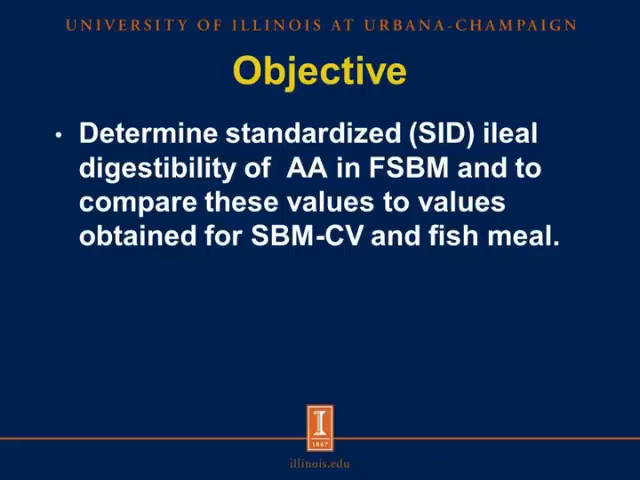 UNIVERSITY OF ILLINOIS AT URBANA-CHAMPAIGN
Objective
• Determine standardized (SID) ileal
digestibility of  AA in FSBM and to
compare these values to values
obtained for SBM-CV and fish meal.
I
1867
illinois.edu